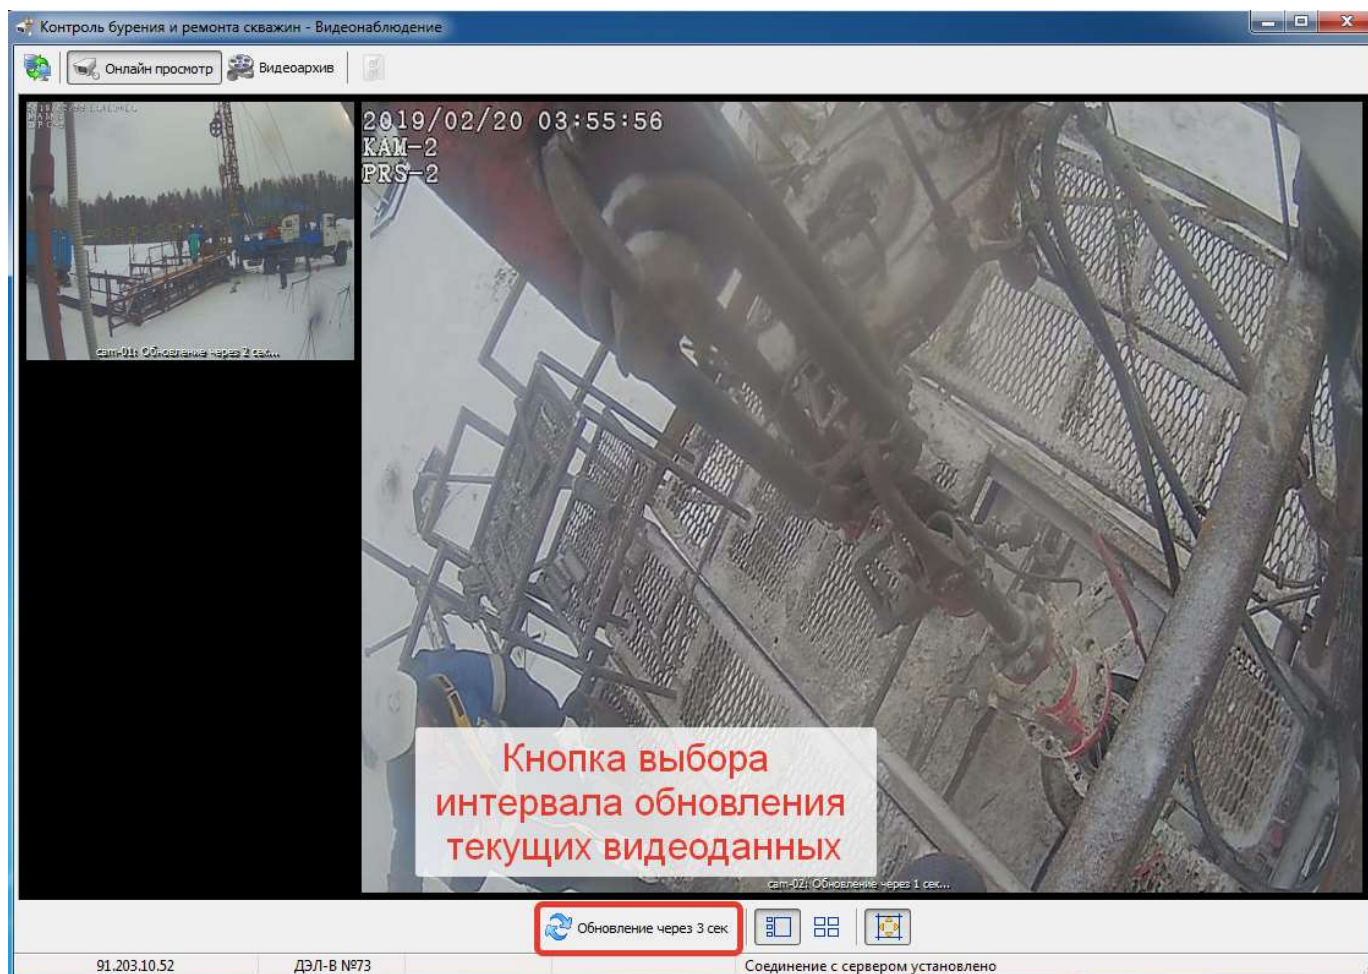 Контроль бурения и ремонта скважин - Видеонаблюдение
Онлайн просмотр
Видеоархив
2019/02/20 03:55:56
KAM-2
PRS-2
cam-01: Обновление через 2 сек...
Кнопка выбора
интервала обновления
текущих видеоданных
cam-02: Обновление через 1 сек...
Обновление через 3 сек
91.203.10.52
ДЭЛ-В №73
Соединение с сервером установлено